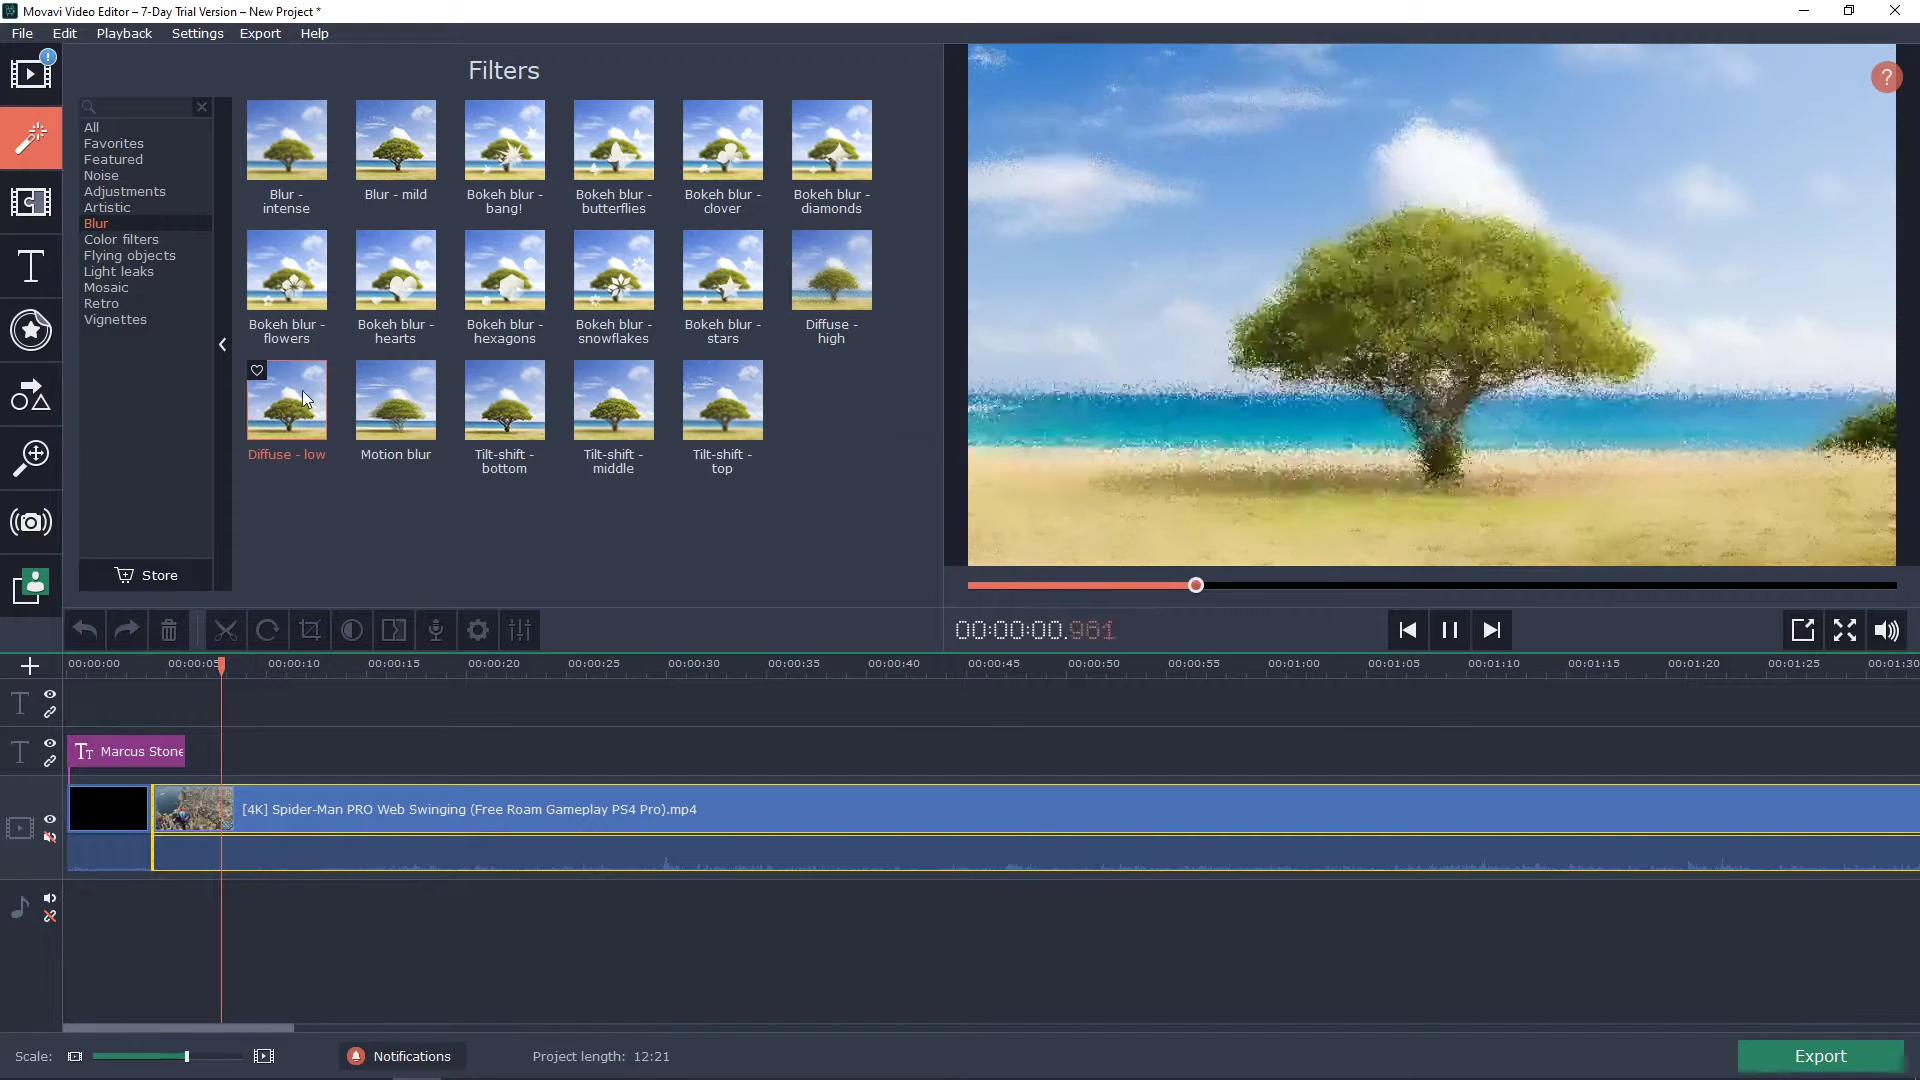 Movavi Video Editor – 7-Day Trial Version – New Project *
File Edit Playback Settings Export Help
Filters
All
Favorites
Featured
Noise
Adjustments
Artistic
Blur
Color filters
Flying objects
Light leaks
Mosaic
Retro
Vignettes
Store
Blur - intense
Blur - mild
Bokeh blur - bang!
Bokeh blur - butterflies
Bokeh blur - clover
Bokeh blur - diamonds
Bokeh blur - flowers
Bokeh blur - hearts
Bokeh blur - hexagons
Bokeh blur - snowflakes
Bokeh blur - stars
Diffuse - high
Diffuse - low
Motion blur
Tilt-shift - bottom
Tilt-shift - middle
Tilt-shift - top
?
00:00:00.981
00:00:00 00:00:05 00:00:10 00:00:15 00:00:20 00:00:25 00:00:30 00:00:35 00:00:40 00:00:45 00:00:50 00:00:55 00:01:00 00:01:05 00:01:10 00:01:15 00:01:20 00:01:25 00:01:30
Marcus Stone
[4K] Spider-Man PRO Web Swinging (Free Roam Gameplay PS4 Pro).mp4
Scale: Notifications Project length: 12:21 Export